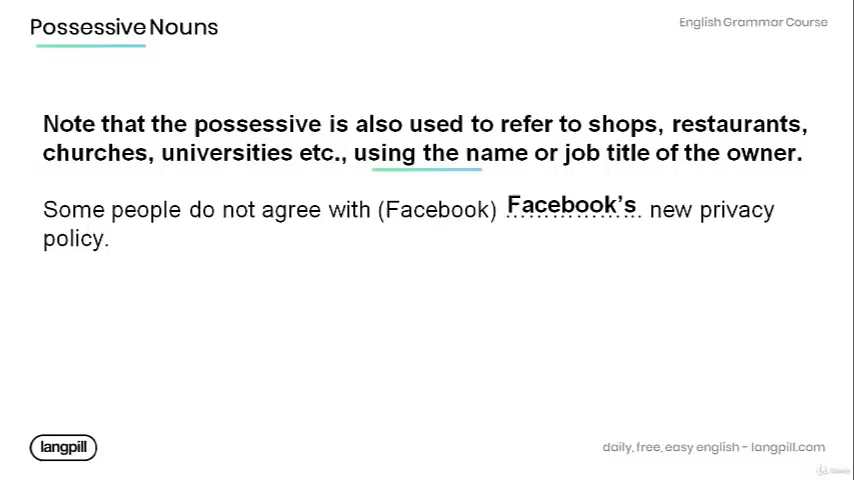 Possessive Nouns
English Grammar Course
Note that the possessive is also used to refer to shops, restaurants,
churches, universities etc., using the name or job title of the owner.
Some people do not agree with (Facebook) Facebook’s new privacy
policy.
langpill
daily, free, easy english - langpill.com
Udemy